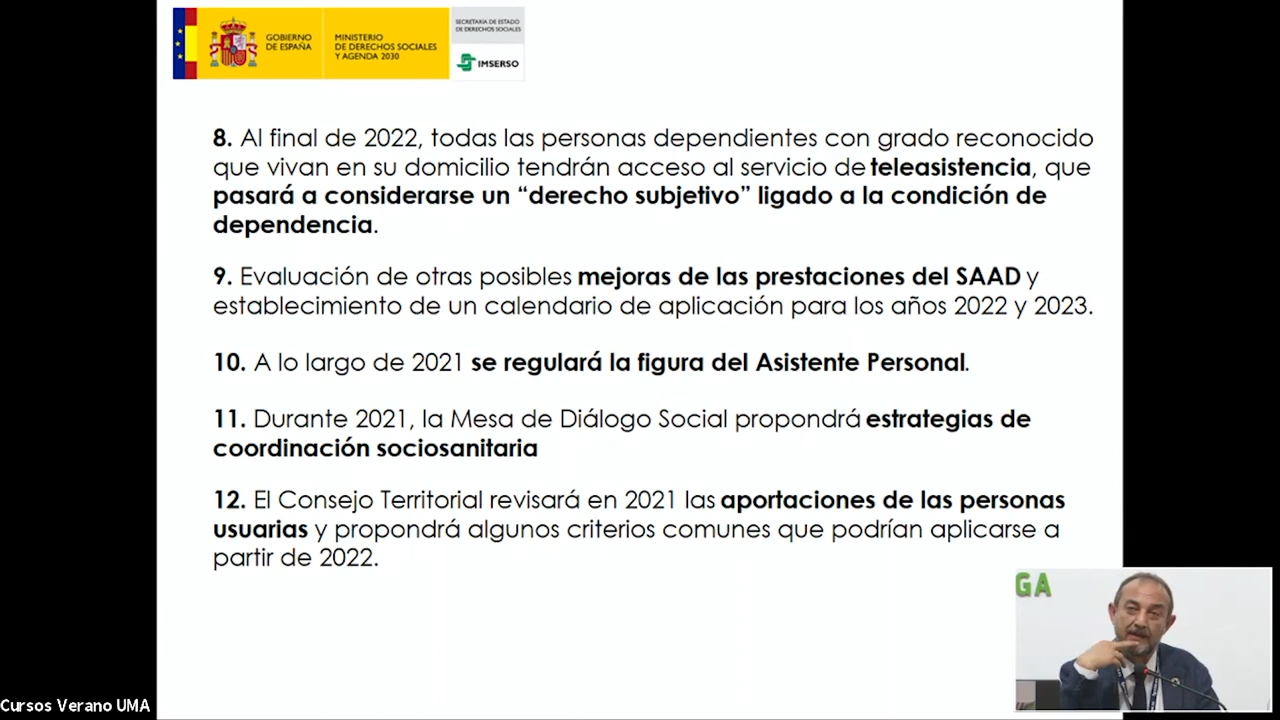 GOBIERNO
DE ESPAÑA
MINISTERIO
DE DERECHOS SOCIALES
Y AGENDA 2030
SECRETARÍA DE ESTADO
DE DERECHOS SOCIALES
IMSERSO
8. Al final de 2022, todas las personas dependientes con grado reconocido
que vivan en su domicilio tendrán acceso al servicio de teleasistencia, que
pasará a considerarse un “derecho subjetivo” ligado a la condición de
dependencia.
9. Evaluación de otras posibles mejoras de las prestaciones del SAAD y
establecimiento de un calendario de aplicación para los años 2022 y 2023.
10. A lo largo de 2021 se regulará la figura del Asistente Personal.
11. Durante 2021, la Mesa de Diálogo Social propondrá estrategias de
coordinación sociosanitaria
12. El Consejo Territorial revisará en 2021 las aportaciones de las personas
usuarias y propondrá algunos criterios comunes que podrían aplicarse a
partir de 2022.
GA
Cursos Verano UMA